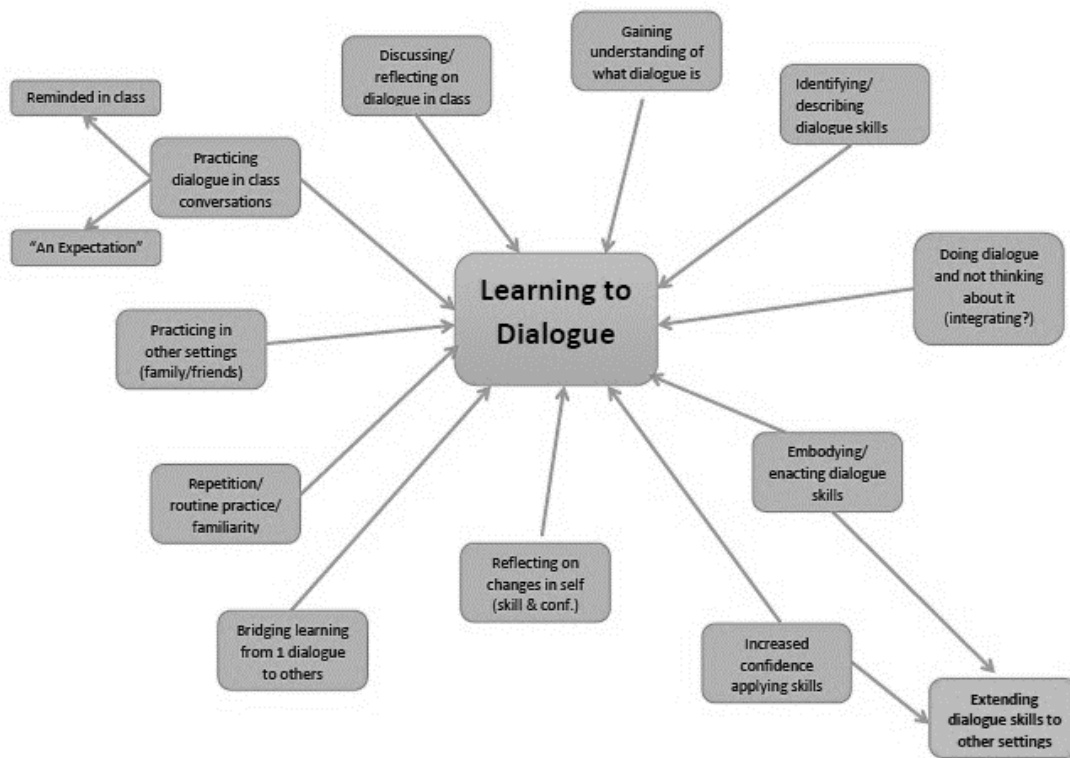 Gaining
understanding of
what dialogue is
Discussing/
reflecting on
dialogue in class
Identifying/
describing
dialogue skills
Reminded in class
Practicing
dialogue in class
conversations
“An Expectation”
Learning to
Dialogue
Doing dialogue
and not thinking
about it
(integrating?)
Practicing in
other settings
(family/friends)
Embodying/
enacting dialogue
skills
Repetition/
routine practice/
familiarity
Reflecting on
changes in self
(skill & conf.)
Bridging learning
from 1 dialogue
to others
Increased
confidence
applying skills
Extending
dialogue skills to
other settings